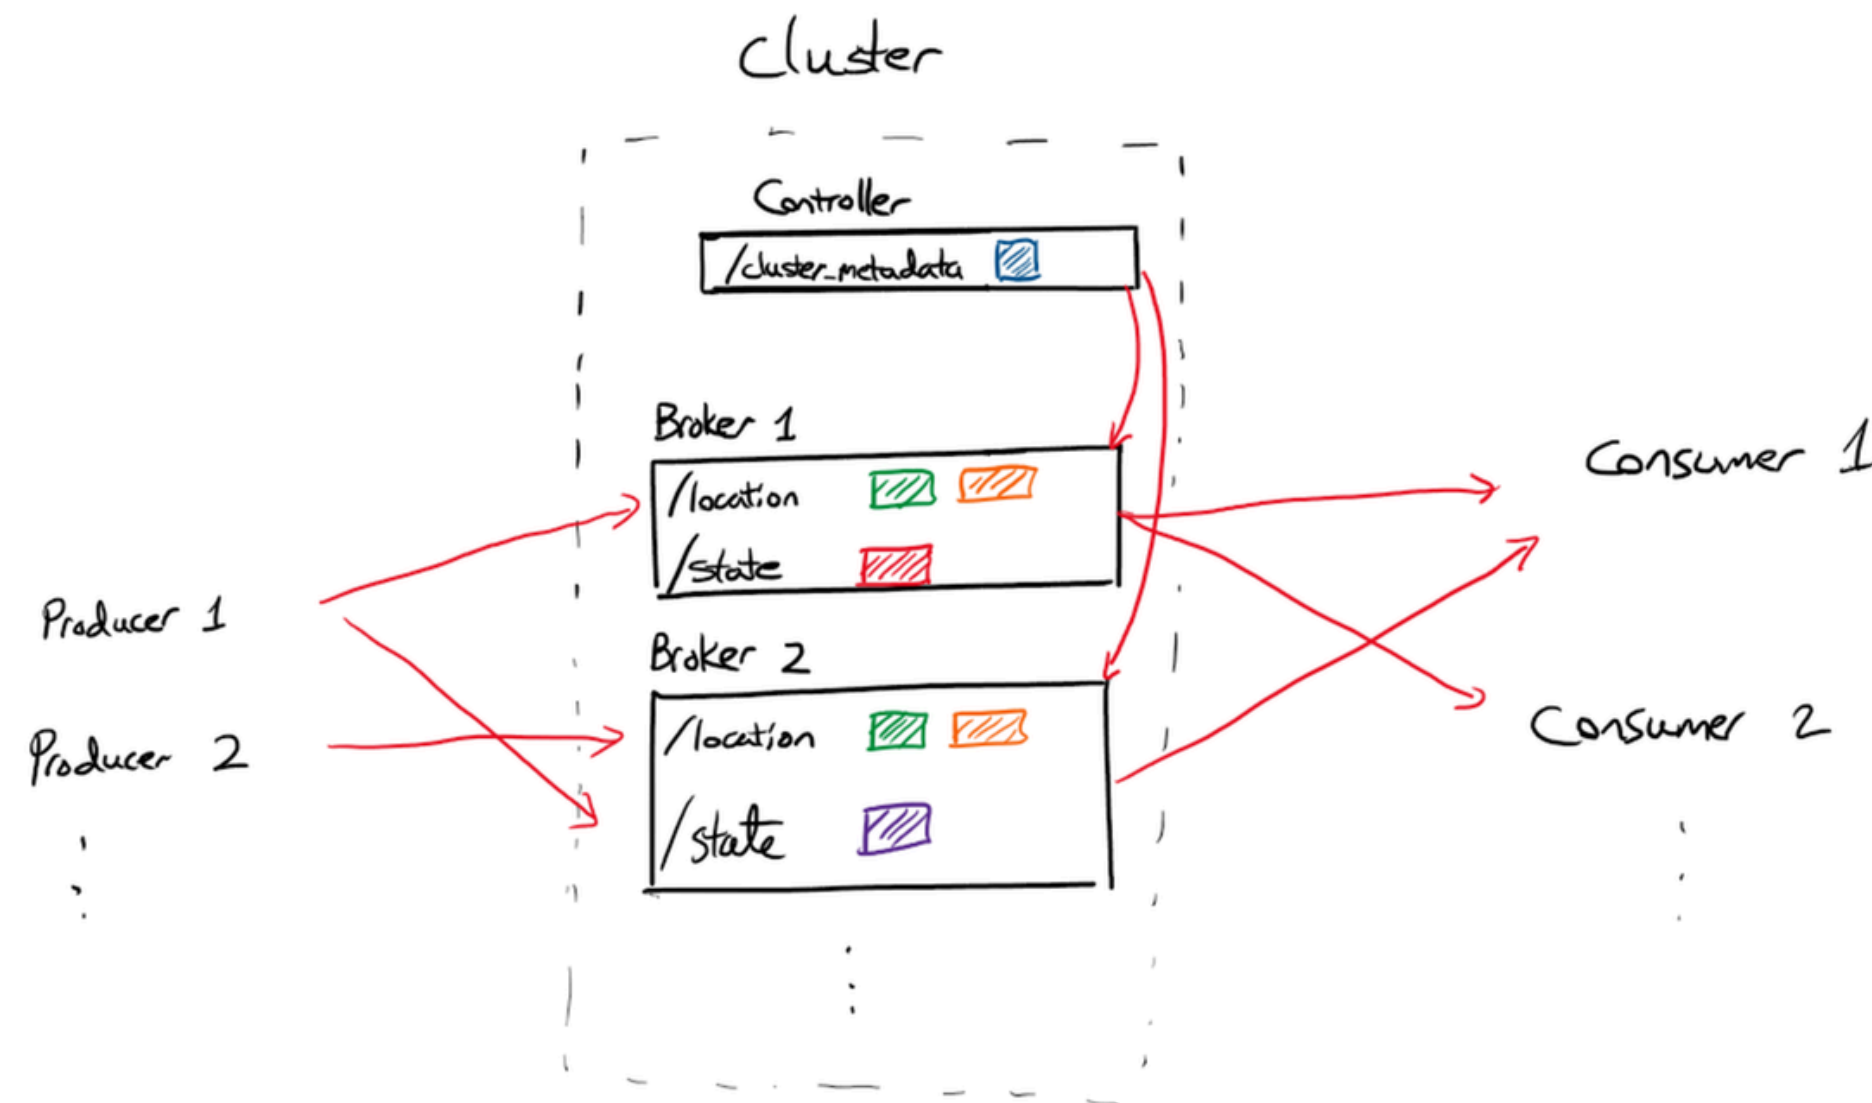 Cluster
Controller
/cluster_metadata
Broker 1
/location
/state
Broker 2
/location
/state
Producer 1
Producer 2
Consumer 1
Consumer 2